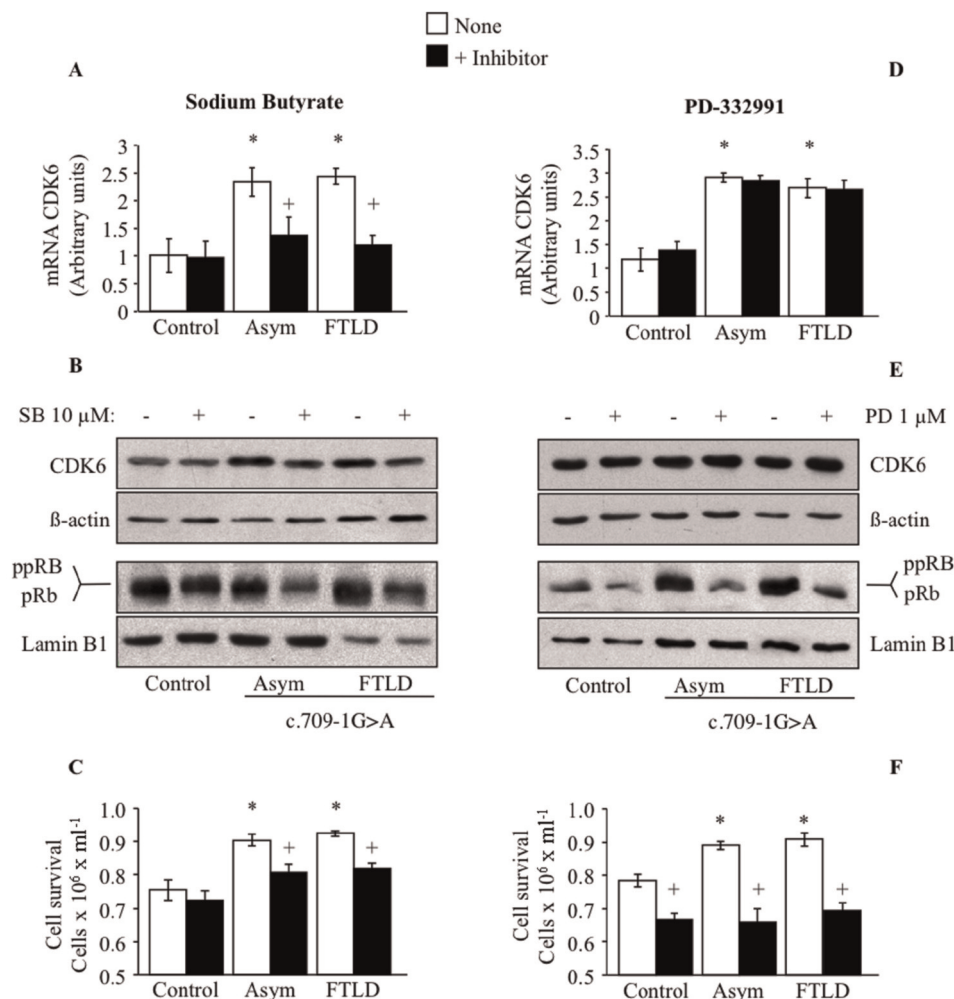 None
+ Inhibitor
A
Sodium Butyrate
mRNA CDK6
(Arbitrary units)
3
2.5
2
1.5
1
0.5
0
*
+
*
+
Control Asym FTLD
D
PD-332991
mRNA CDK6
(Arbitrary units)
3.5
3
2.5
2
1.5
1
0.5
0
*
*
Control Asym FTLD
B
SB 10 µM: - + - + - +
CDK6
ß-actin
ppRB
pRb
Lamin B1
Control Asym FTLD
c.709-1G>A
E
- + - + - + PD 1 µM
CDK6
ß-actin
ppRB
pRb
Lamin B1
Control Asym FTLD
c.709-1G>A
C
Cell survival
Cells x 10⁶ x ml⁻¹
1.0
0.9
0.8
0.7
0.6
0.5
*
+
*
+
Control Asym FTLD
F
Cell survival
Cells x 10⁶ x ml⁻¹
1.0
0.9
0.8
0.7
0.6
0.5
+
*
+
*
+
Control Asym FTLD